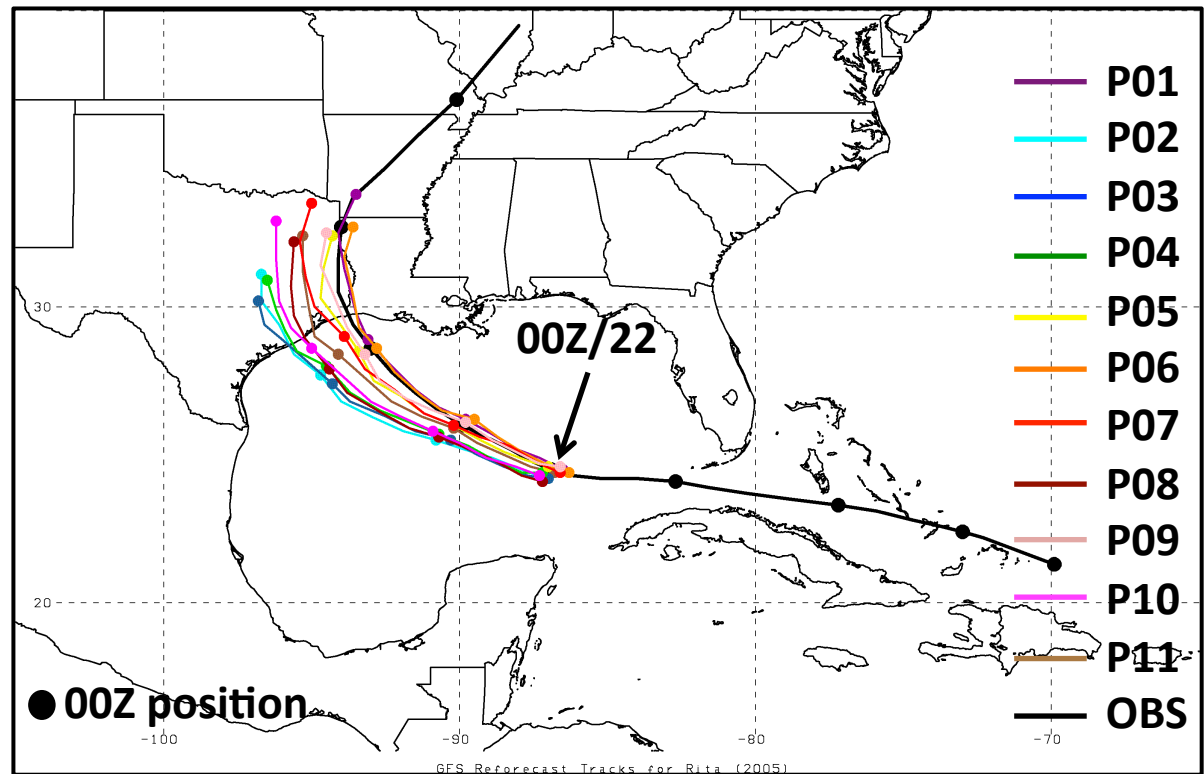 P01
P02
P03
P04
P05
30
00Z/22
P06
P07
P08
P09
20
P10
P11
00Z position
OBS
-100 -90 -80 -70
GFS Reforecast Tracks for Rita (2005)